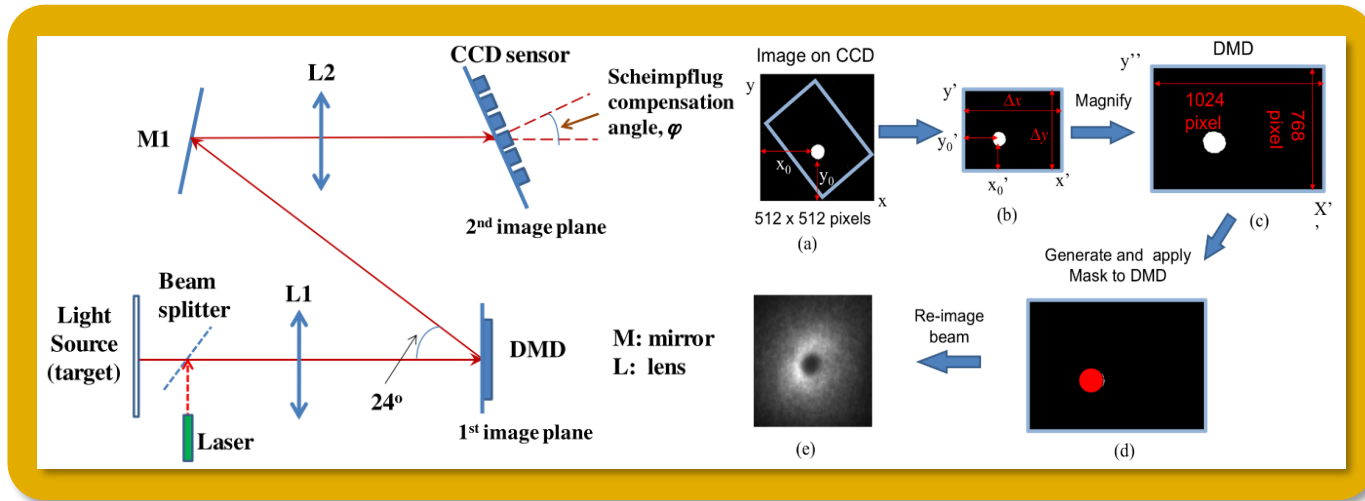 CCD sensor
L2
Scheimpflug
compensation
angle, φ
M1
2nd image plane
Beam
splitter
L1
Light
Source
(target)
DMD
M: mirror
L: lens
24o
Laser
1st image plane
Image on CCD
y
x0
y0
x
512 x 512 pixels
(a)
y'
Δx
Δy
y0'
x0'
x'
(b)
Magnify
DMD
y''
1024
pixel
768
pixel
X'
'
(c)
Generate and apply
Mask to DMD
(d)
Re-image
beam
(e)